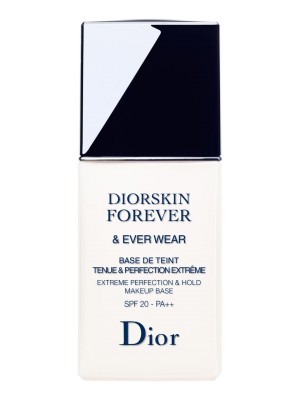 DIORSKIN
FOREVER
& EVER WEAR
BASE DE TEINT
TENUE & PERFECTION EXTRÊME
EXTREME PERFECTION & HOLD
MAKEUP BASE
SPF 20 - PA++
Dior